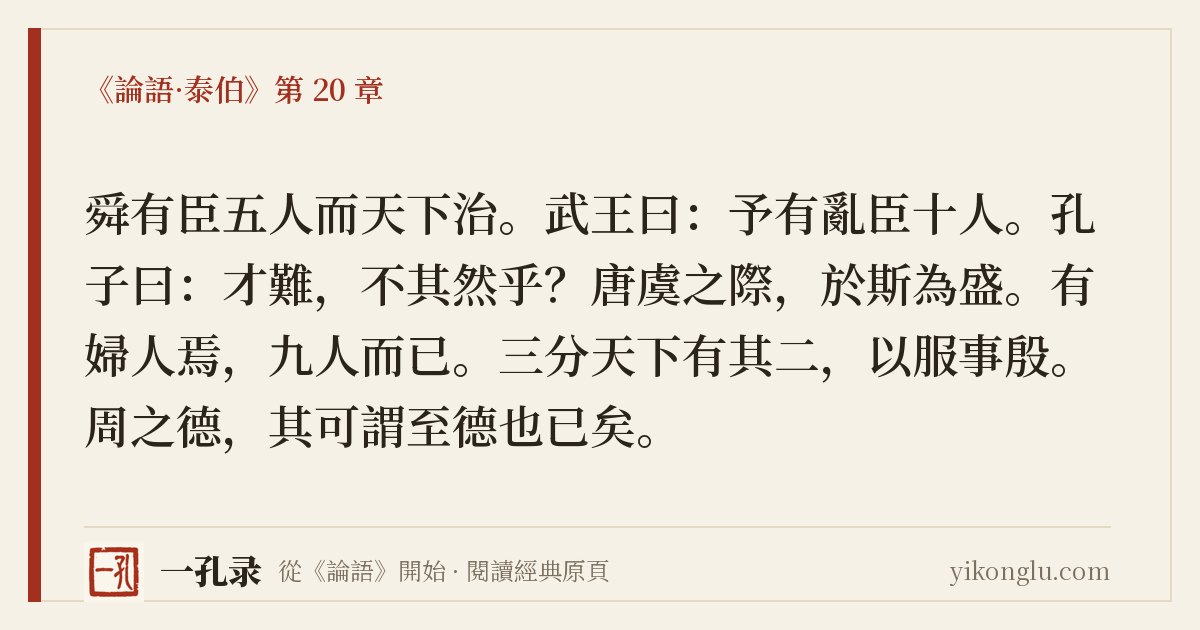 《論語·泰伯》第 20 章
舜有臣五人而天下治。武王曰：予有亂臣十人。孔
子曰：才難，不其然乎？唐虞之際，於斯為盛。有
婦人焉，九人而已。三分天下有其二，以服事殷。
周之德，其可謂至德也已矣。
一孔
一孔录 從《論語》開始 · 閱讀經典原頁
yikonglu.com